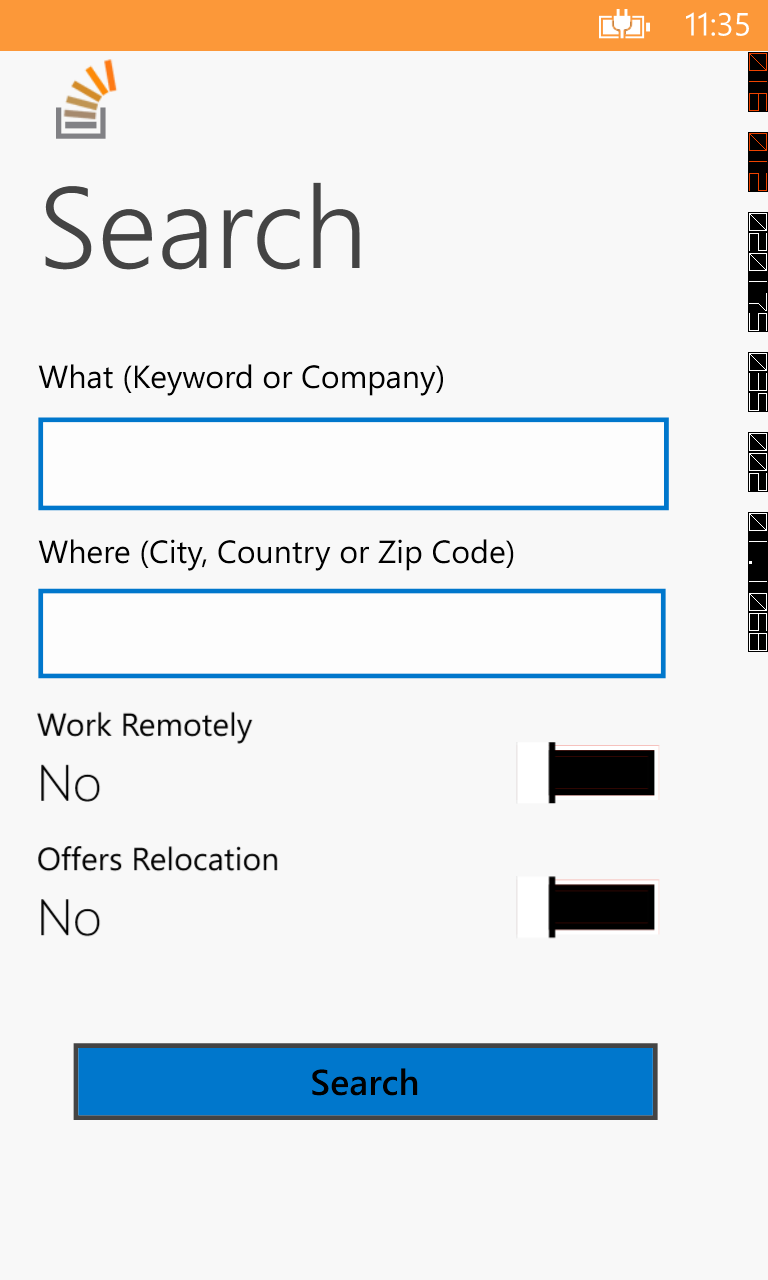 11:35
Search
What (Keyword or Company)
Where (City, Country or Zip Code)
Work Remotely
No
Offers Relocation
No
Search